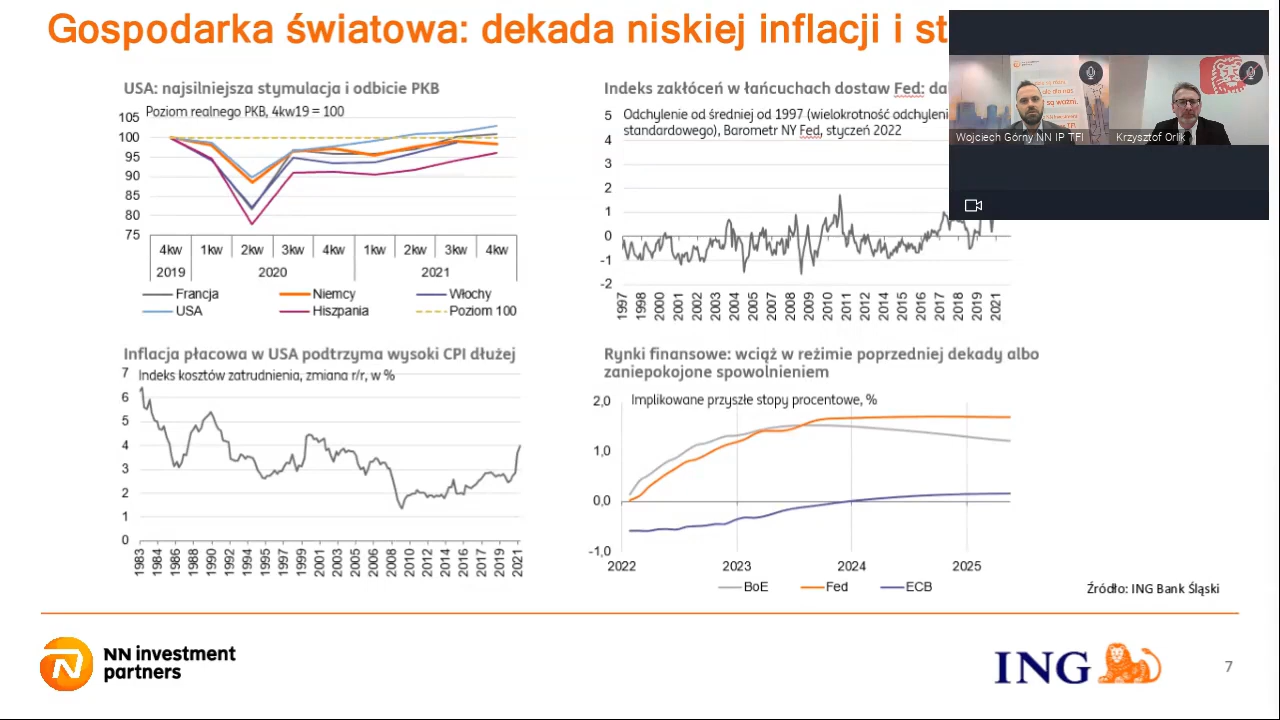 Gospodarka światowa: dekada niskiej inflacji i st
Wojciech Górny NN IP TFI
Krzysztof Orlik
USA: najsilniejsza stymulacja i odbicie PKB
Poziom realnego PKB, 4kw19 = 100
105
100
95
90
85
80
75
4kw 1kw 2kw 3kw 4kw 1kw 2kw 3kw 4kw
2019 2020 2021
Francja Niemcy Włochy
USA Hiszpania Poziom 100
Indeks zakłóceń w łańcuchach dostaw Fed: da
Odchylenie od średniej od 1997 (wielokrotność odchyleni
standardowego), Barometr NY Fed, styczeń 2022
5
4
3
2
1
0
-1
-2
1997 1998 2000 2001 2003 2004 2005 2007 2008 2010 2011 2012 2014 2015 2016 2018 2019 2021
Inflacja płacowa w USA podtrzyma wysoki CPI dłużej
Indeks kosztów zatrudnienia, zmiana r/r, w %
7
6
5
4
3
2
1
0
1983 1984 1986 1988 1990 1992 1994 1995 1997 1999 2001 2003 2005 2006 2008 2010 2012 2014 2016 2017 2019 2021
Rynki finansowe: wciąż w reżimie poprzedniej dekady albo
zaniepokojone spowolnieniem
Implikowane przyszłe stopy procentowe, %
2,0
1,0
0,0
-1,0
2022 2023 2024 2025
BoE Fed ECB
Źródło: ING Bank Śląski
NN investment
partners
ING
7